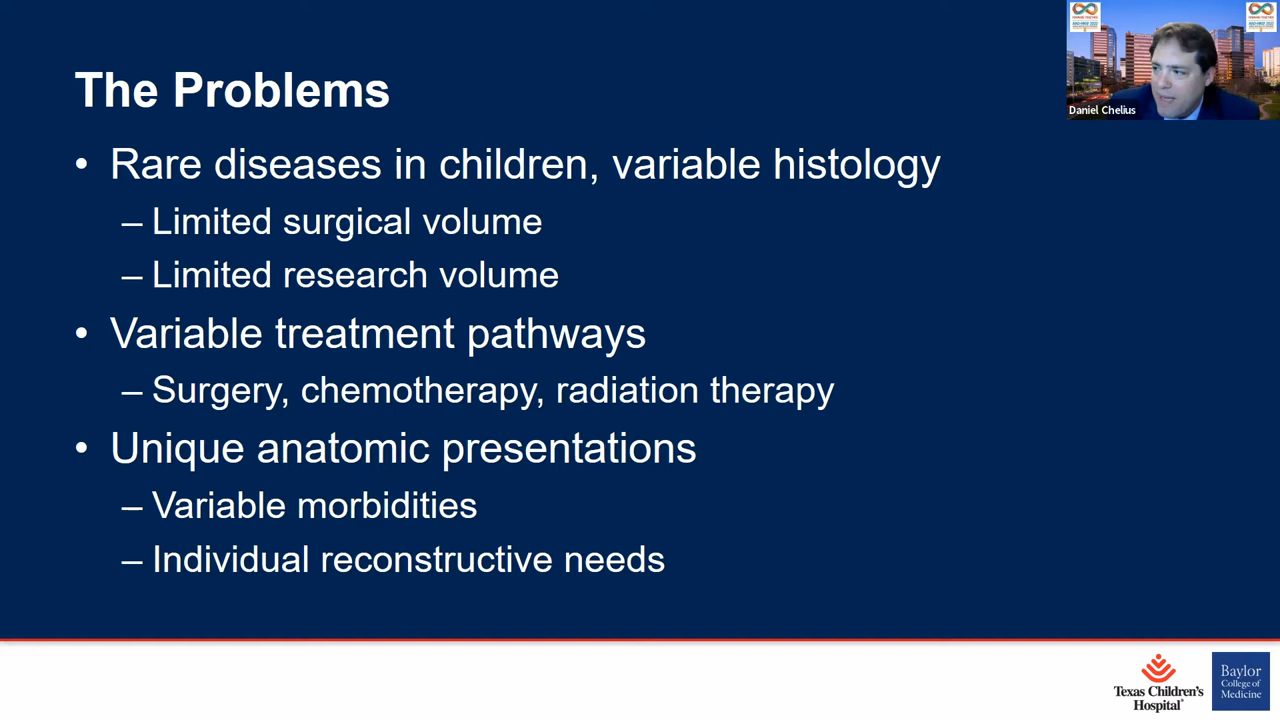 The Problems
Daniel Chelius
• Rare diseases in children, variable histology
– Limited surgical volume
– Limited research volume
• Variable treatment pathways
– Surgery, chemotherapy, radiation therapy
• Unique anatomic presentations
– Variable morbidities
– Individual reconstructive needs
Texas Children's
Hospital®
Baylor
College of
Medicine